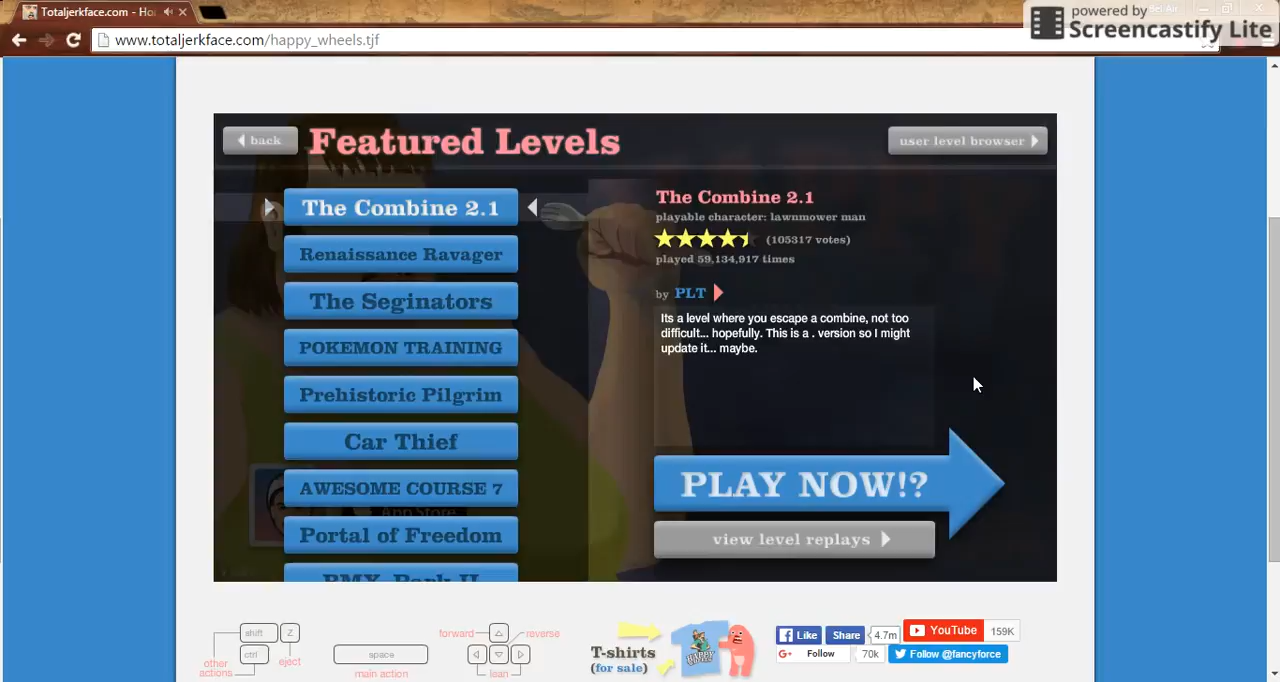 Totaljerkface.com - Ho
powered by
Screencastify Lite
www.totaljerkface.com/happy_wheels.tjf
back
Featured Levels
user level browser
The Combine 2.1
Renaissance Ravager
The Seginators
POKEMON TRAINING
Prehistoric Pilgrim
Car Thief
AWESOME COURSE 7
App Store
Portal of Freedom
BMX Park II
The Combine 2.1
playable character: lawnmower man
(105317 votes)
played 59,134,917 times
by PLT
Its a level where you escape a combine, not too
difficult... hopefully. This is a . version so I might
update it... maybe.
PLAY NOW!?
view level replays
shift
Z
ctrl
eject
other
actions
space
main action
forward
reverse
lean
T-shirts
(for sale)
Like
Share
4.7m
YouTube
159K
G+ Follow
70k
Follow @fancyforce